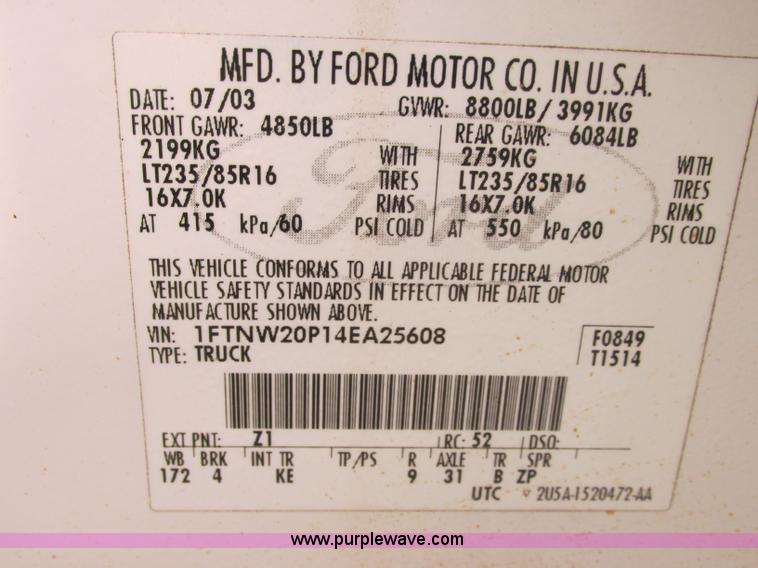 MFD. BY FORD MOTOR CO. IN U.S.A.
DATE: 07/03 GVWR: 8800LB/ 3991KG
FRONT GAWR: 4850LB REAR GAWR: 6084LB
2199KG WITH 2759KG WITH
LT235/85R16 TIRES LT235/85R16 TIRES
16X7.0K RIMS 16X7.0K RIMS
AT 415 kPa/60 PSI COLD AT 550 kPa/80 PSI COLD
Ford
THIS VEHICLE CONFORMS TO ALL APPLICABLE FEDERAL MOTOR
VEHICLE SAFETY STANDARDS IN EFFECT ON THE DATE OF
MANUFACTURE SHOWN ABOVE.
VIN: 1FTNW20P14EA25608 F0849
TYPE: TRUCK T1514
EXT PNT: Z1 RC: 52 DSO:
WB BRK INT TR TP/PS R AXLE TR SPR
172 4 KE 9 31 B ZP
UTC 2U5A-1520472-AA
www.purplewave.com